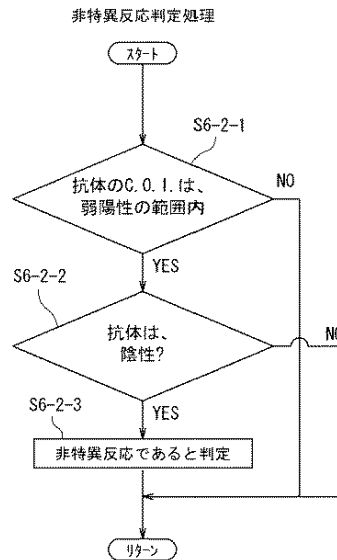 非特異反応判定処理
スタート
S6-2-1
抗体のC.O.I.は、
弱陽性の範囲内
NO
YES
S6-2-2
抗体は、
陰性?
NO
YES
S6-2-3
非特異反応であると判定
リターン